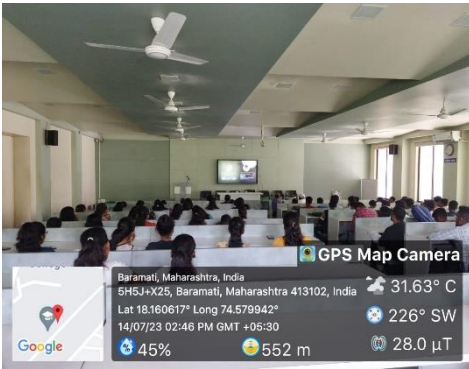 GPS Map Camera
Baramati, Maharashtra, India
5H5J+X25, Baramati, Maharashtra 413102, India
Lat 18.160617° Long 74.579942°
14/07/23 02:46 PM GMT +05:30
31.63° C
226° SW
45%
552 m
28.0 µT
Google